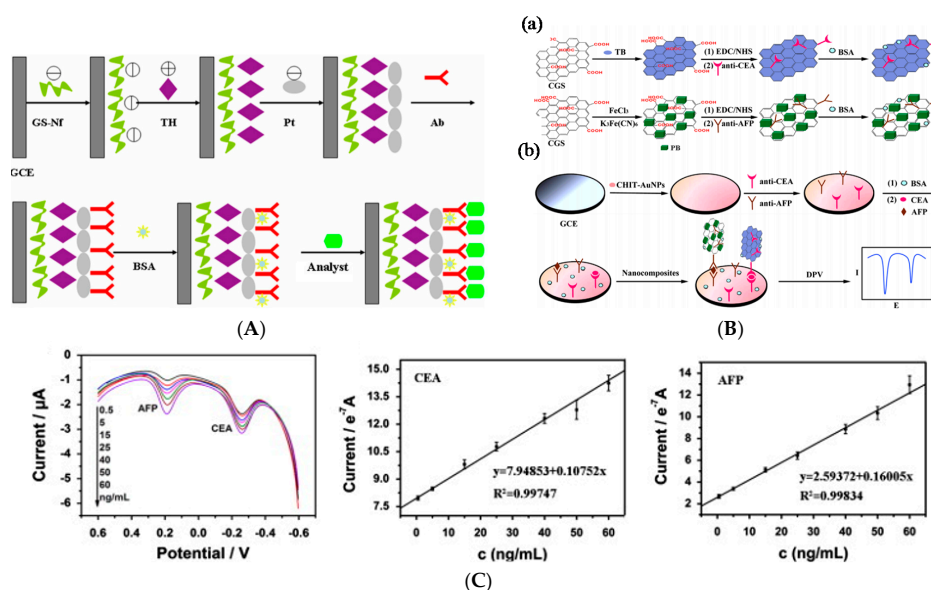 GS-Nf
TH
Pt
Ab
GCE
BSA
Analyst
(A)
(a)
HOOC
COOH
COOH
TB
(1) EDC/NHS
(2) anti-CEA
BSA
CGS
COOH
COOH
FeCl₃
K₃Fe(CN)₆
(1) EDC/NHS
(2) anti-AFP
BSA
CGS
PB
(b)
CHIT-AuNPs
anti-CEA
anti-AFP
(1) BSA
(2) CEA
AFP
GCE
Nanocomposites
DPV
I
E
(B)
Current / µA
0
-1
-2
-3
-4
-5
-6
AFP
CEA
0.5
5
15
25
40
50
60
ng/mL
0.6 0.4 0.2 0.0 -0.2 -0.4 -0.6
Potential / V
Current / e⁻⁷A
15.0
12.5
10.0
7.5
CEA
y=7.94853+0.10752x
R²=0.99747
0 10 20 30 40 50 60
c (ng/mL)
Current / e⁻⁷A
14
12
10
8
6
4
2
AFP
y=2.59372+0.16005x
R²=0.99834
0 10 20 30 40 50 60
c (ng/mL)
(C)